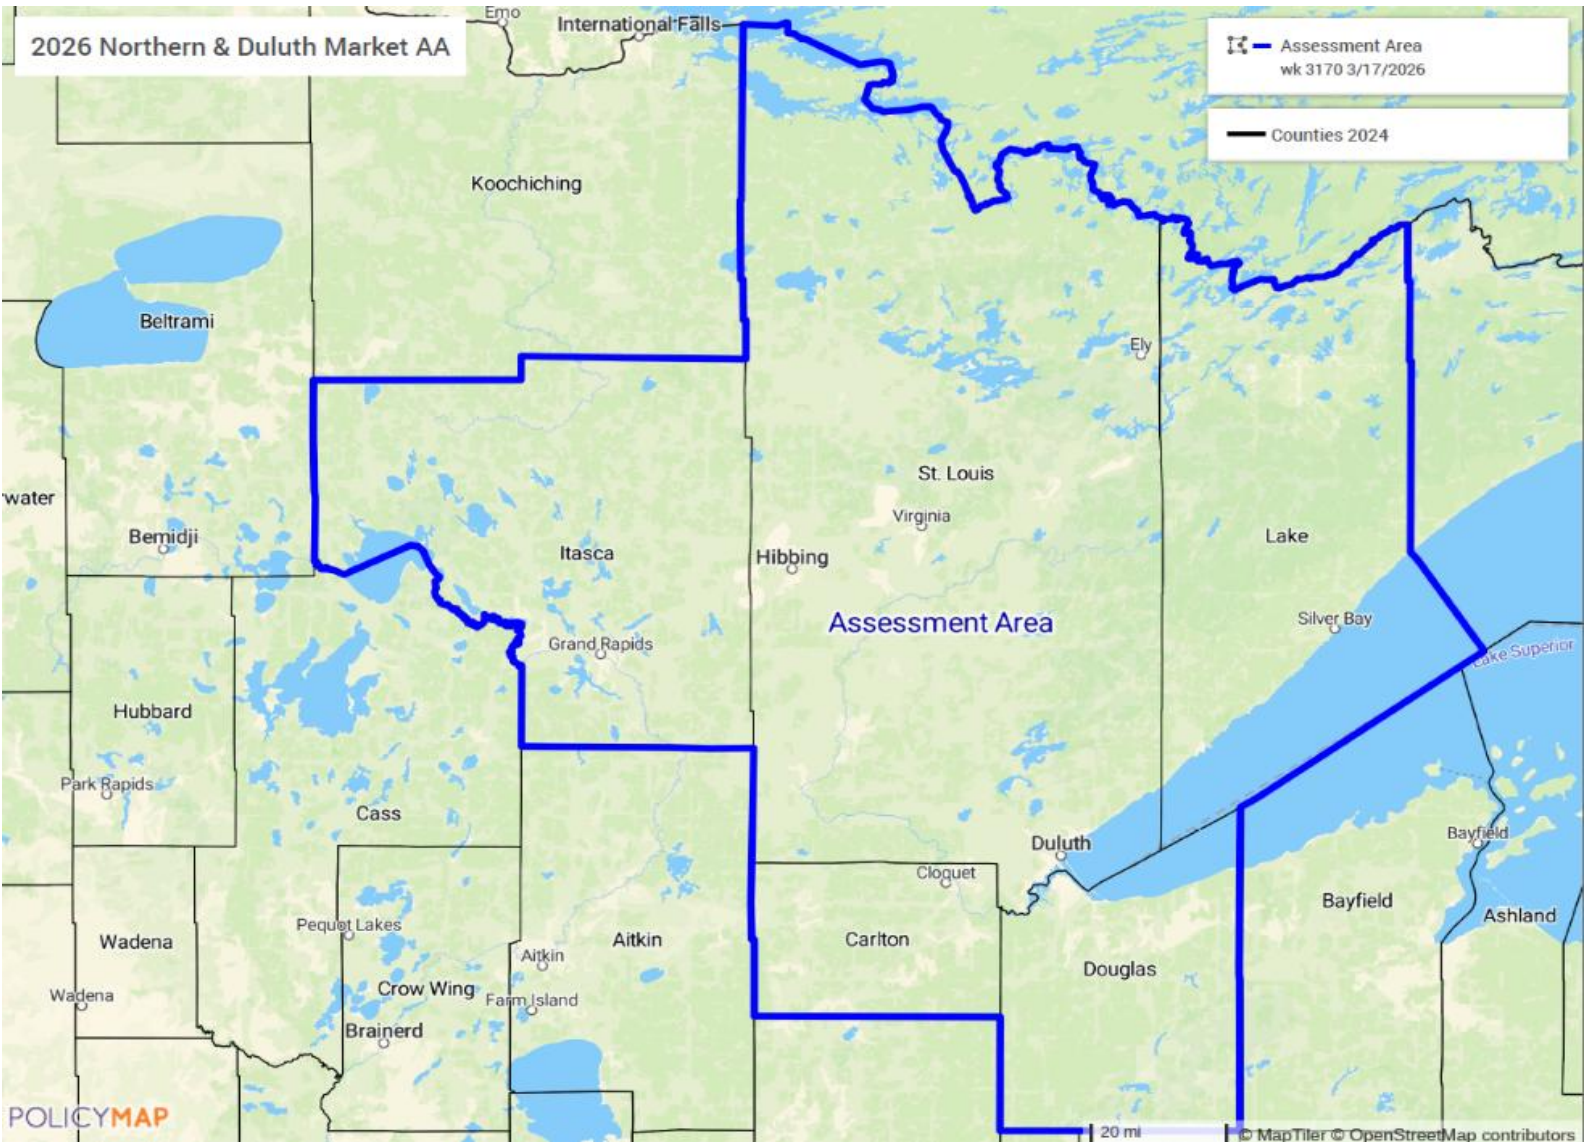 2026 Northern & Duluth Market AA
Emo
International Falls
Assessment Area
wk 3170 3/17/2026
Counties 2024
Koochiching
Beltrami
Ely
St. Louis
rwater
Virginia
Bemidji
Lake
Itasca
Hibbing
Silver Bay
Assessment Area
Grand Rapids
Lake Superior
Hubbard
Park Rapids
Cass
Duluth
Bayfield
Cloquet
Bayfield
Ashland
Pequot Lakes
Wadena
Aitkin
Carlton
Aitkin
Douglas
Crow Wing
Wadena
Farm Island
Brainerd
POLICYMAP
20 mi
© MapTiler © OpenStreetMap contributors